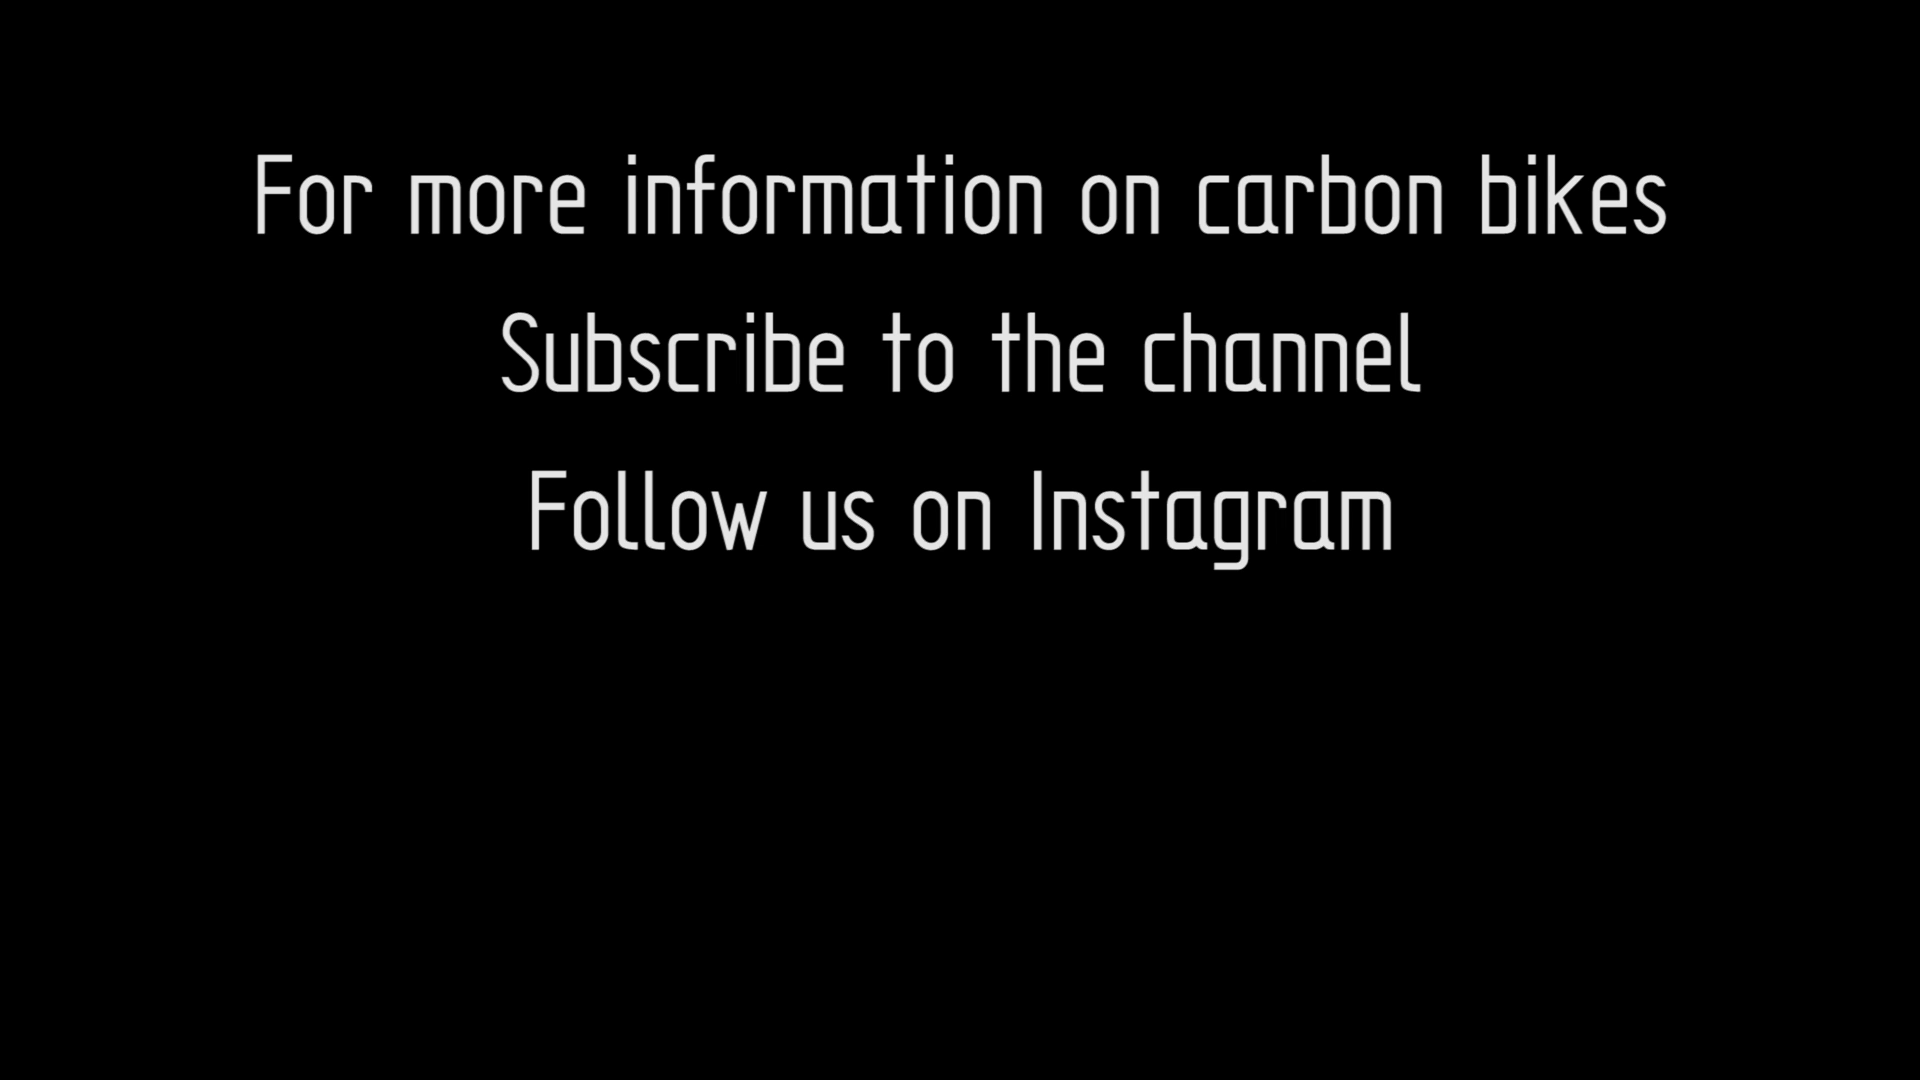 For more information on carbon bikes
Subscribe to the channel
Follow us on Instagram